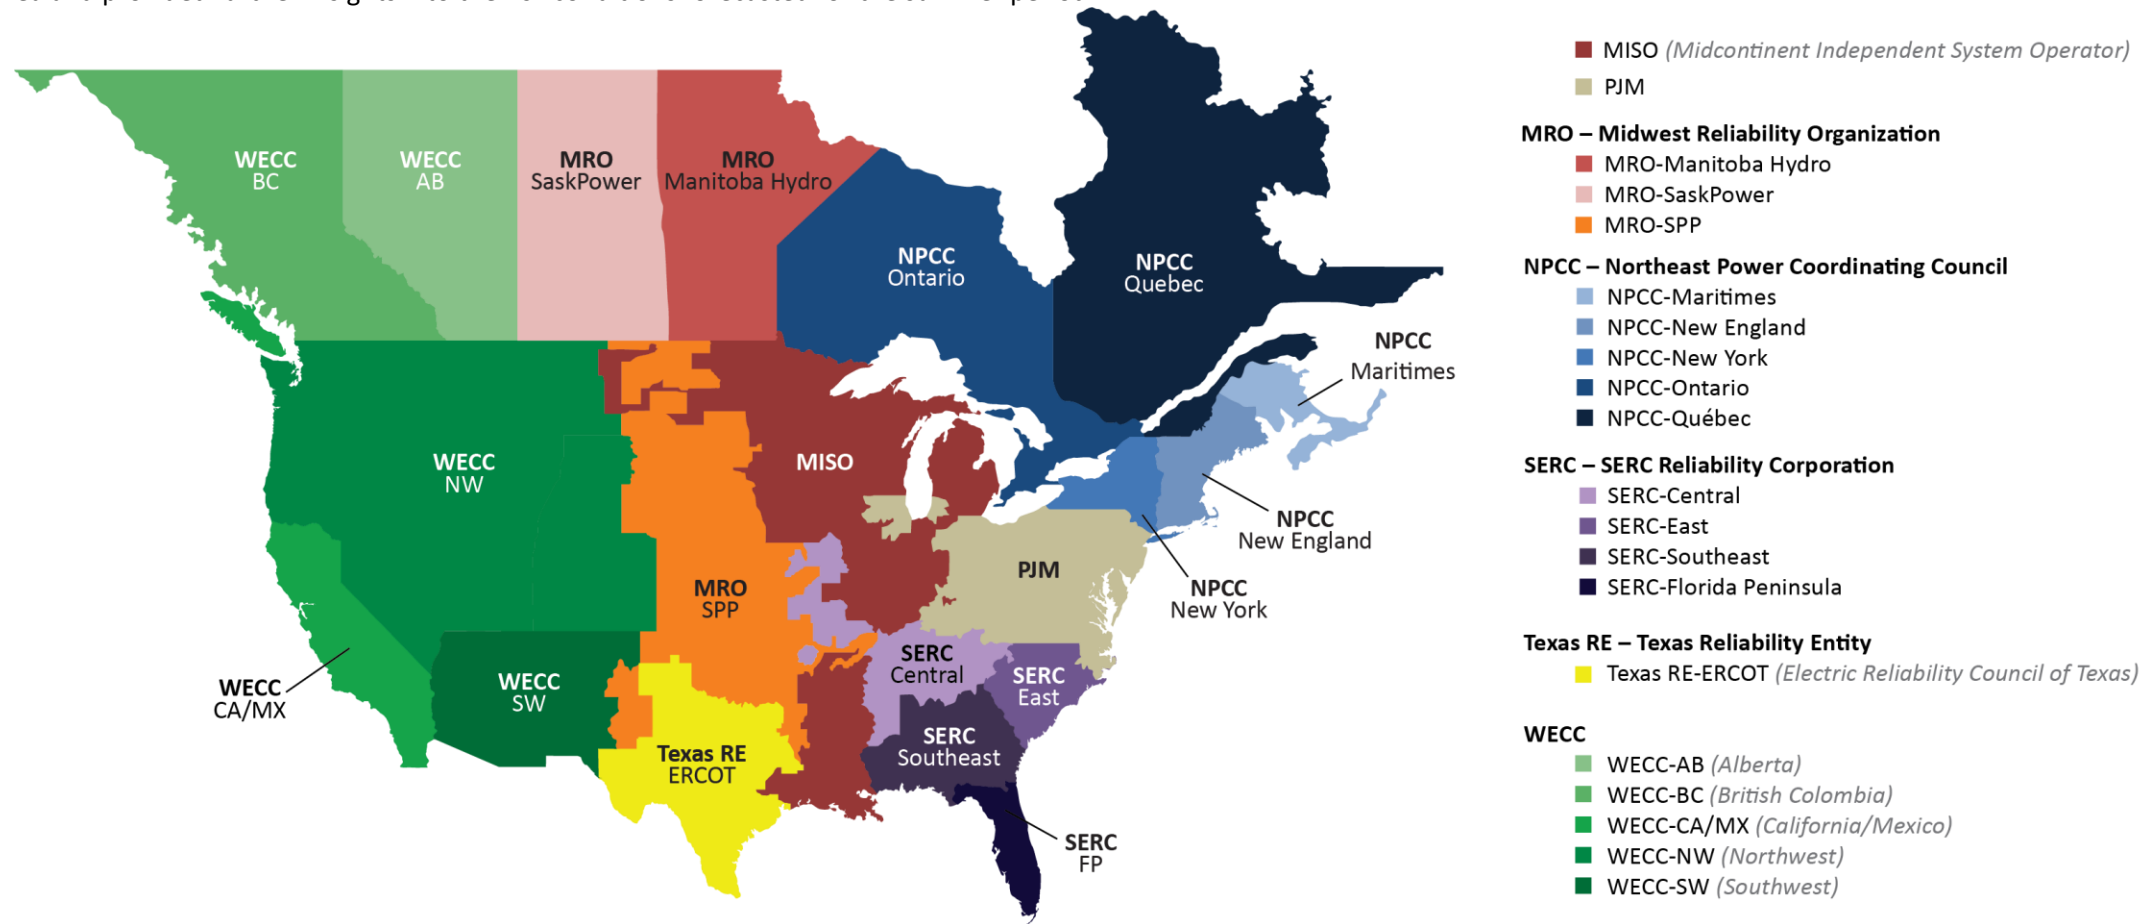 WECC
BC
WECC
AB
MRO
SaskPower
MRO
Manitoba Hydro
NPCC
Ontario
NPCC
Quebec
NPCC
Maritimes
WECC
NW
MISO
NPCC
New England
NPCC
New York
PJM
MRO
SPP
WECC
CA/MX
WECC
SW
SERC
Central
SERC
East
SERC
Southeast
Texas RE
ERCOT
SERC
FP
MISO (Midcontinent Independent System Operator)
PJM
MRO – Midwest Reliability Organization
MRO-Manitoba Hydro
MRO-SaskPower
MRO-SPP
NPCC – Northeast Power Coordinating Council
NPCC-Maritimes
NPCC-New England
NPCC-New York
NPCC-Ontario
NPCC-Québec
SERC – SERC Reliability Corporation
SERC-Central
SERC-East
SERC-Southeast
SERC-Florida Peninsula
Texas RE – Texas Reliability Entity
Texas RE-ERCOT (Electric Reliability Council of Texas)
WECC
WECC-AB (Alberta)
WECC-BC (British Colombia)
WECC-CA/MX (California/Mexico)
WECC-NW (Northwest)
WECC-SW (Southwest)